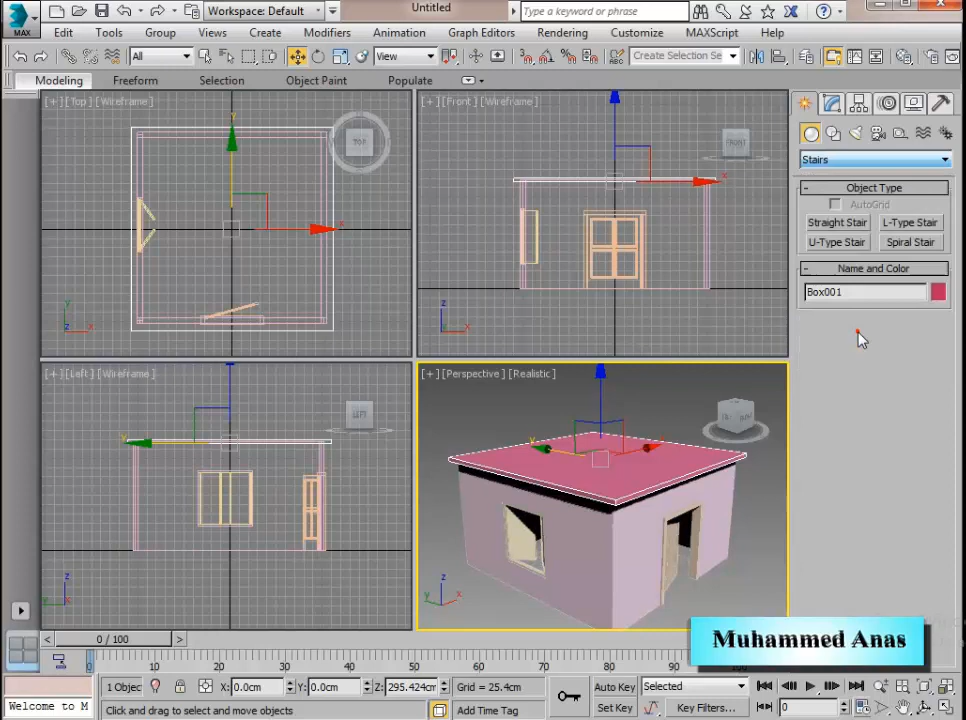 Workspace: Default
Untitled
Type a keyword or phrase
MAX
Edit
Tools
Group
Views
Create
Modifiers
Animation
Graph Editors
Rendering
Customize
MAXScript
Help
All
View
Create Selection Se
Modeling
Freeform
Selection
Object Paint
Populate
[+] [Top] [Wireframe]
TOP
[+] [Front] [Wireframe]
FRONT
Stairs
Object Type
AutoGrid
Straight Stair
L-Type Stair
U-Type Stair
Spiral Stair
Name and Color
Box001
y
x
y
z
x
x
z
x
[+] [Left] [Wireframe]
LEFT
y
z
y
[+] [Perspective] [Realistic]
y
x
z
y
x
Muhammed Anas
0 / 100
0 10 20 30 40 50 60 70 80 90
1 Objec
X: 0.0cm
Y: 0.0cm
Z: 295.424cm
Grid = 25.4cm
Auto Key
Selected
Welcome to M
Click and drag to select and move objects
Add Time Tag
Set Key
Key Filters...
0